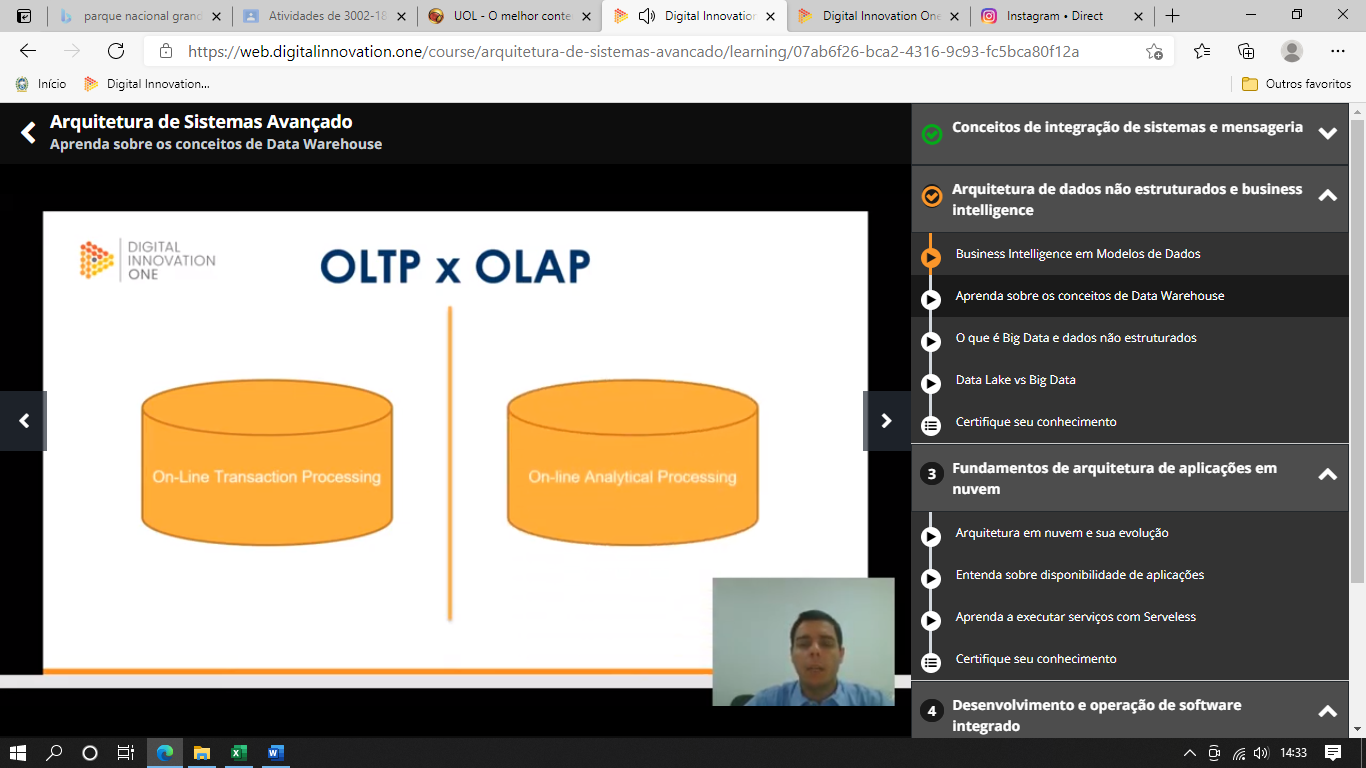 parque nacional grand
Atividades de 3002-18
UOL - O melhor conte
Digital Innovation
Digital Innovation One
Instagram • Direct
https://web.digitalinnovation.one/course/arquitetura-de-sistemas-avancado/learning/07ab6f26-bca2-4316-9c93-fc5bca80f12a
Início
Digital Innovation...
Outros favoritos
Arquitetura de Sistemas Avançado
Aprenda sobre os conceitos de Data Warehouse
DIGITAL
INNOVATION
ONE
OLTP x OLAP
On-Line Transaction Processing
On-line Analytical Processing
Conceitos de integração de sistemas e mensageria
Arquitetura de dados não estruturados e business
intelligence
Business Intelligence em Modelos de Dados
Aprenda sobre os conceitos de Data Warehouse
O que é Big Data e dados não estruturados
Data Lake vs Big Data
Certifique seu conhecimento
3
Fundamentos de arquitetura de aplicações em
nuvem
Arquitetura em nuvem e sua evolução
Entenda sobre disponibilidade de aplicações
Aprenda a executar serviços com Serveless
Certifique seu conhecimento
4
Desenvolvimento e operação de software
integrado
14:33